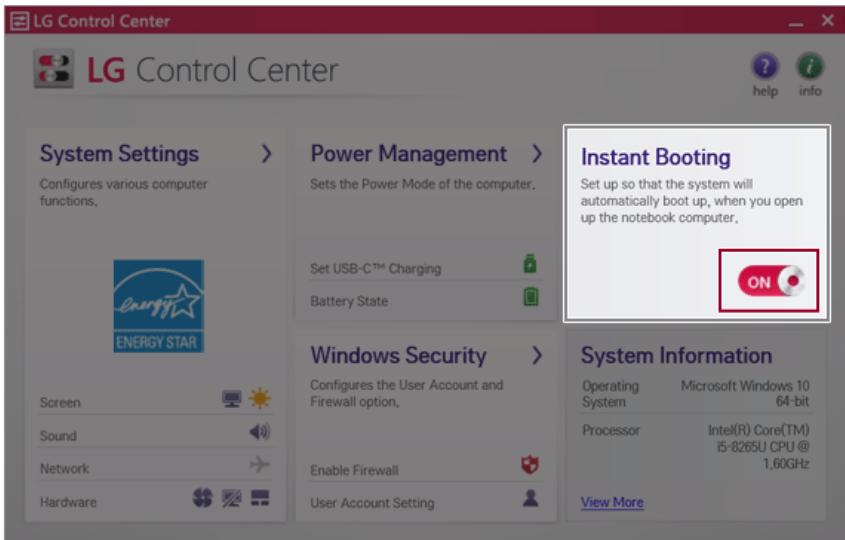 LG Control Center
LG Control Center
help
info
System Settings
Configures various computer
functions.
energy
ENERGY STAR
Screen
Sound
Network
Hardware
Power Management
Sets the Power Mode of the computer.
Set USB-C™ Charging
Battery State
Instant Booting
Set up so that the system will
automatically boot up, when you open
up the notebook computer.
ON
Windows Security
Configures the User Account and
Firewall option.
Enable Firewall
User Account Setting
System Information
Operating System
Microsoft Windows 10
64-bit
Processor
Intel(R) Core(TM)
i5-8265U CPU @
1.60GHz
View More